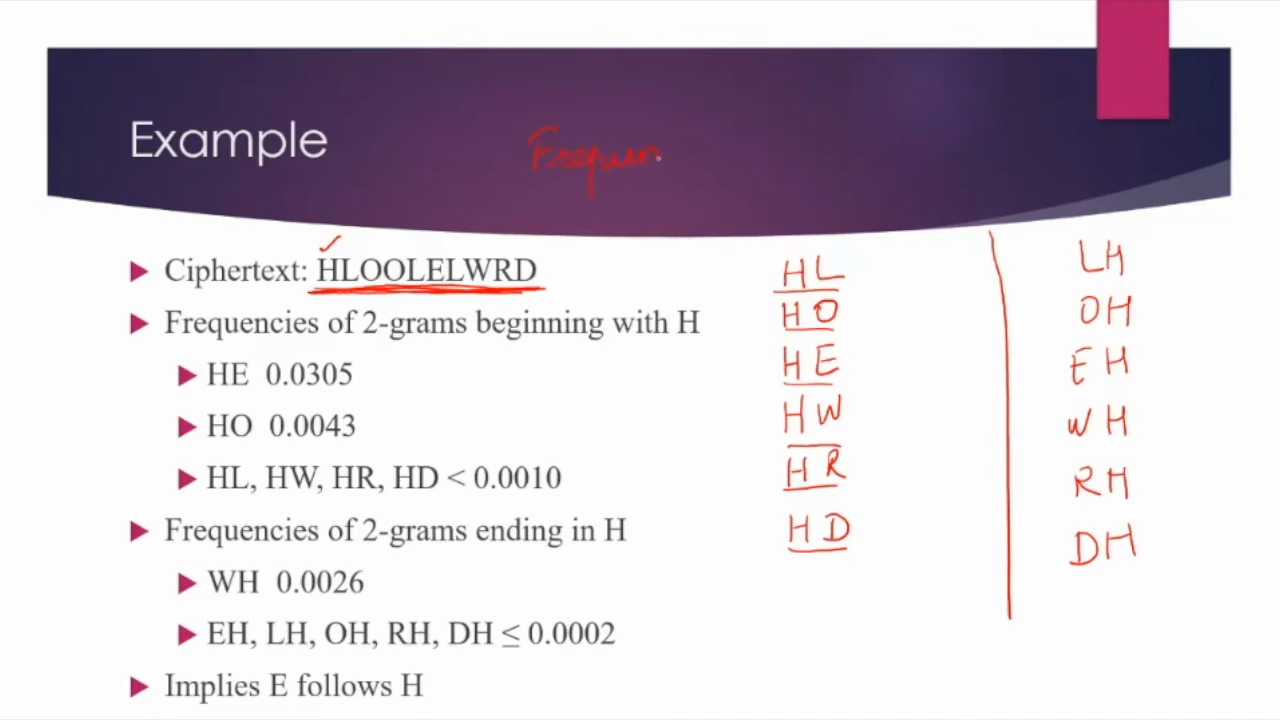 Example
Frequen
Ciphertext: HLOOLELWRD
Frequencies of 2-grams beginning with H
HE 0.0305
HO 0.0043
HL, HW, HR, HD < 0.0010
Frequencies of 2-grams ending in H
WH 0.0026
EH, LH, OH, RH, DH ≤ 0.0002
Implies E follows H
HL
HO
HE
HW
HR
HD
LH
OH
EH
WH
RH
DH